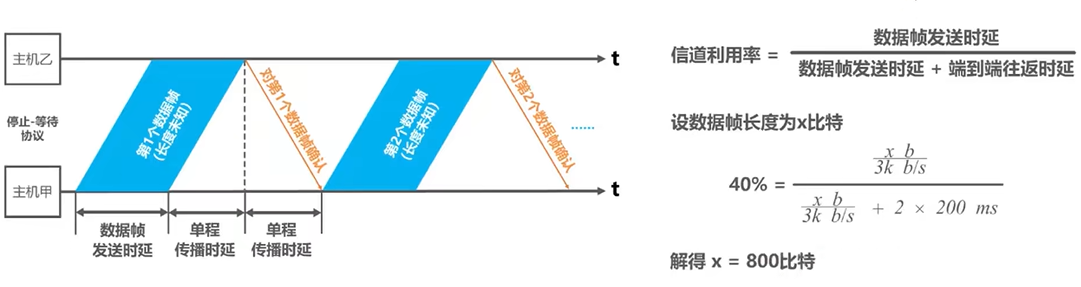 主机乙
t
第1个数据帧
(长度未知)
对第1个数据帧确认
第2个数据帧
(长度未知)
对第2个数据帧确认
……
停止-等待
协议
主机甲
t
数据帧
发送时延
单程
传播时延
单程
传播时延
信道利用率 = 数据帧发送时延 / 数据帧发送时延 + 端到端往返时延
设数据帧长度为x比特
40% = x b / 3k b/s / x b / 3k b/s + 2 × 200 ms
解得 x = 800比特